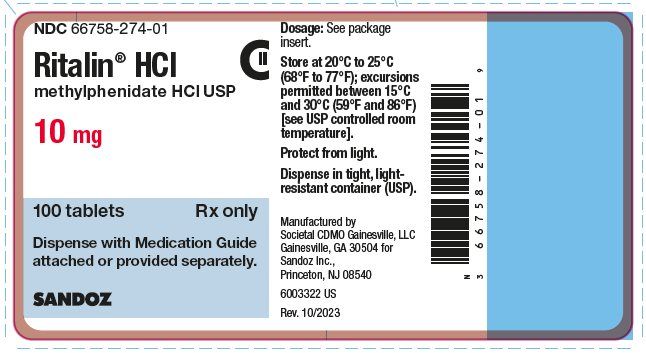 NDC 66758-274-01
Ritalin® HCl
CII
methylphenidate HCl USP
10 mg
100 tablets Rx only
Dispense with Medication Guide
attached or provided separately.
SANDOZ
Dosage: See package
insert.
Store at 20°C to 25°C
(68°F to 77°F); excursions
permitted between 15°C
and 30°C (59°F and 86°F)
[see USP controlled room
temperature].
Protect from light.
Dispense in tight, light-
resistant container (USP).
Manufactured by
Societal CDMO Gainesville, LLC
Gainesville, GA 30504 for
Sandoz Inc.,
Princeton, NJ 08540
6003322 US
Rev. 10/2023
N 3 66758-274-01 9